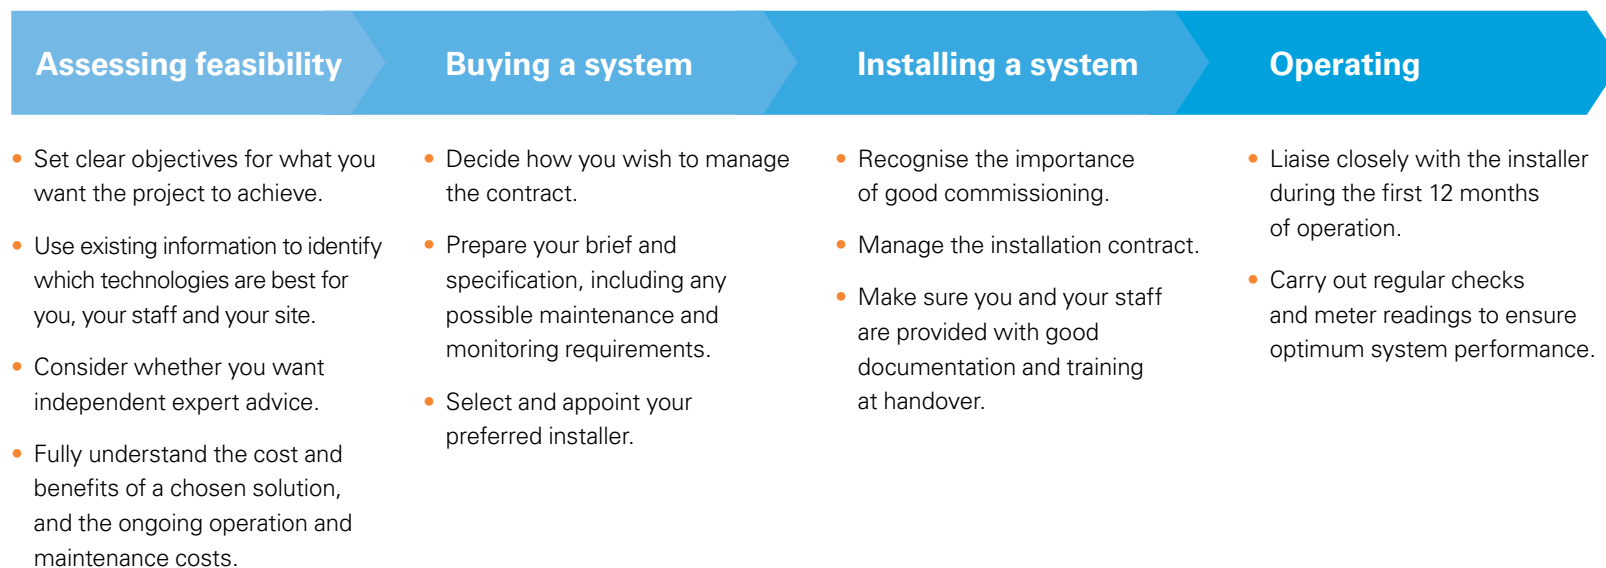 Assessing feasibility
• Set clear objectives for what you
want the project to achieve.
• Use existing information to identify
which technologies are best for
you, your staff and your site.
• Consider whether you want
independent expert advice.
• Fully understand the cost and
benefits of a chosen solution,
and the ongoing operation and
maintenance costs.
Buying a system
• Decide how you wish to manage
the contract.
• Prepare your brief and
specification, including any
possible maintenance and
monitoring requirements.
• Select and appoint your
preferred installer.
Installing a system
• Recognise the importance
of good commissioning.
• Manage the installation contract.
• Make sure you and your staff
are provided with good
documentation and training
at handover.
Operating
• Liaise closely with the installer
during the first 12 months
of operation.
• Carry out regular checks
and meter readings to ensure
optimum system performance.